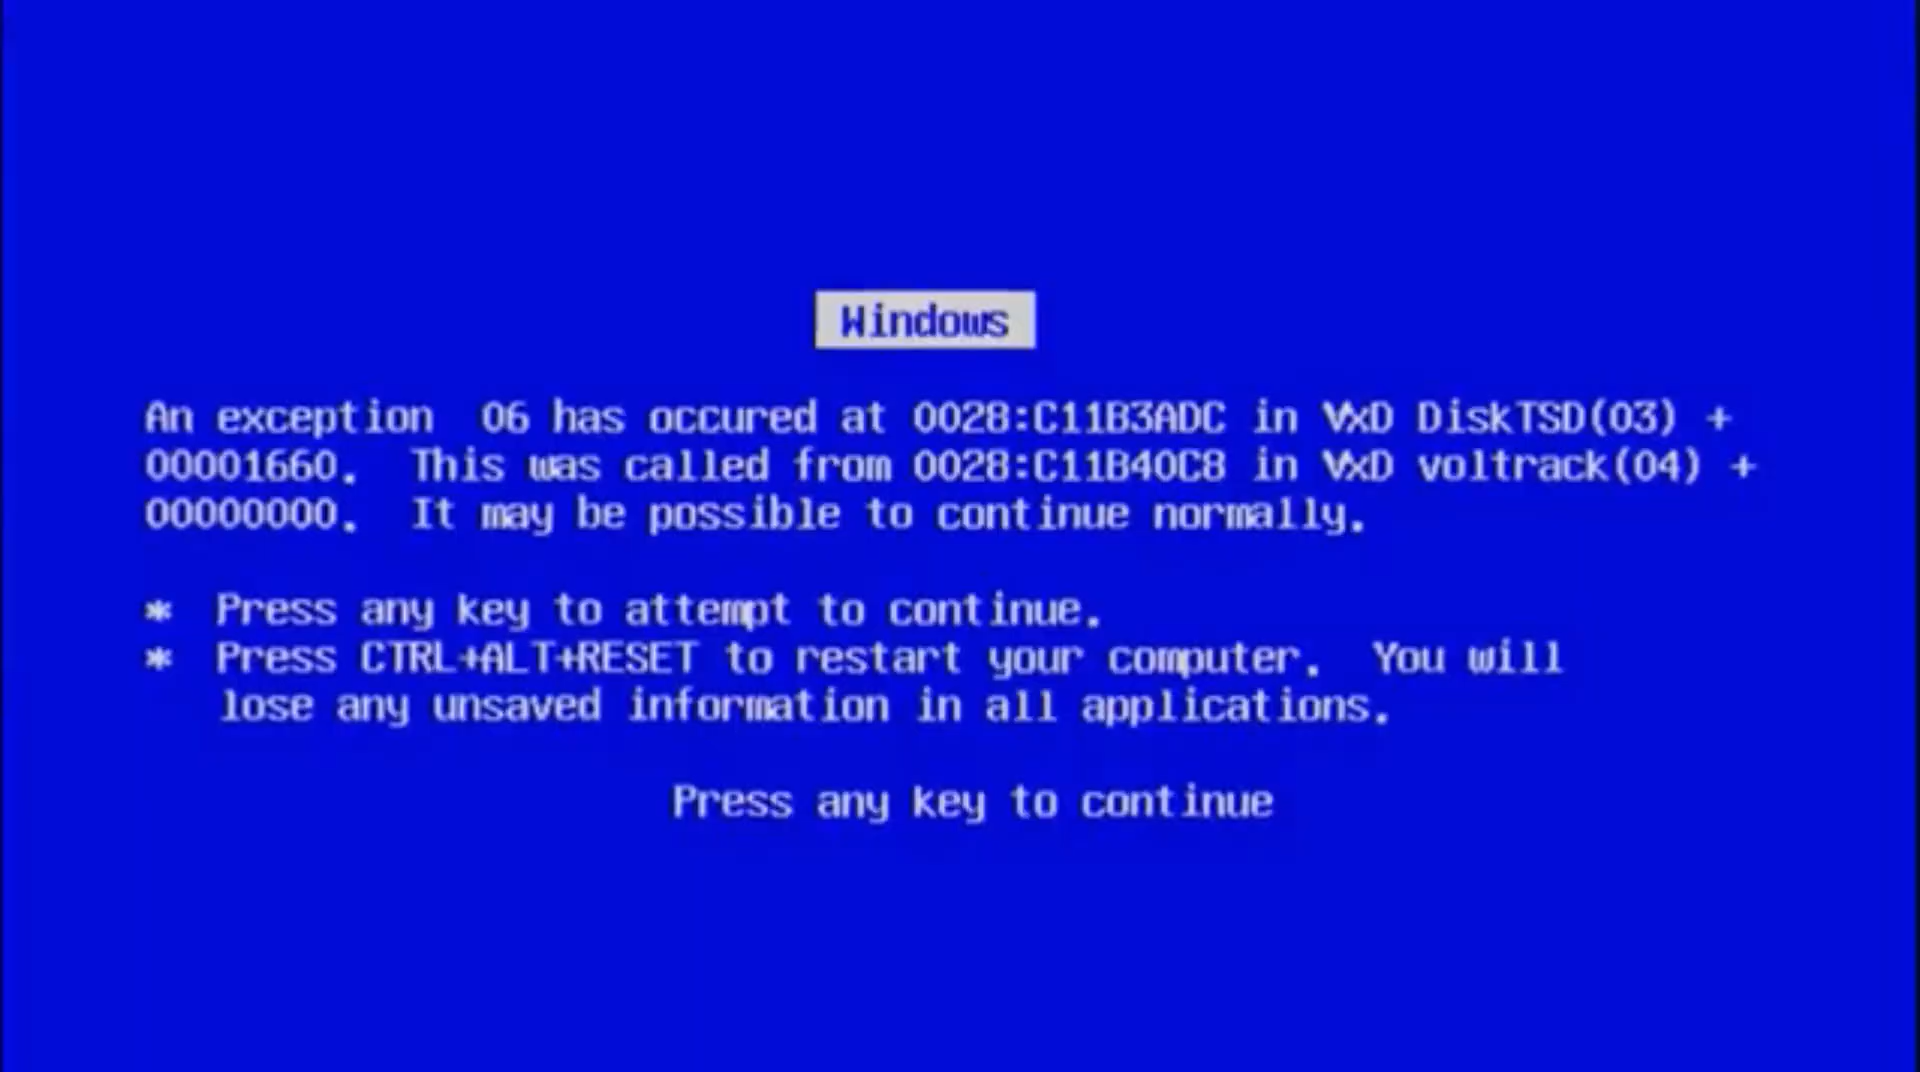 Windows
An exception  06 has occured at 0028:C11B3ADC in VxD DiskTSD(03) +
00001660.  This was called from 0028:C11B40C8 in VxD voltrack(04) +
00000000.  It may be possible to continue normally.
*  Press any key to attempt to continue.
*  Press CTRL+ALT+RESET to restart your computer.  You will
lose any unsaved information in all applications.
Press any key to continue